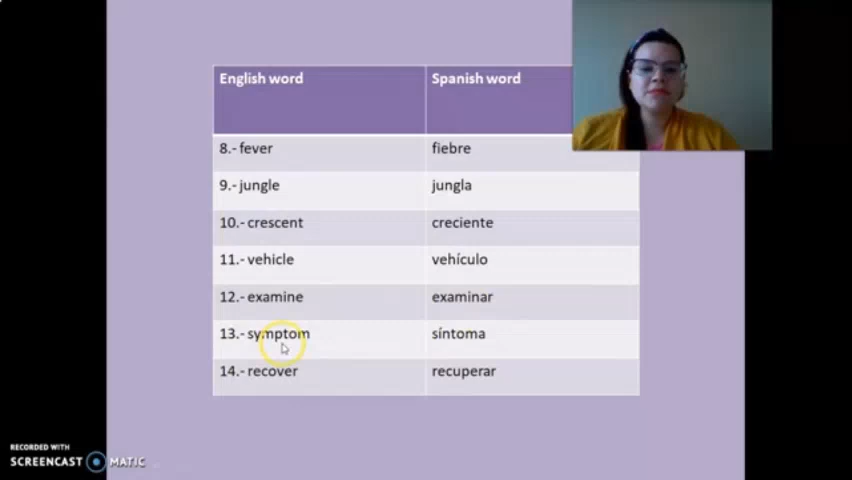 English word Spanish word
8.- fever fiebre
9.- jungle jungla
10.- crescent creciente
11.- vehicle vehículo
12.- examine examinar
13.- symptom síntoma
14.- recover recuperar
RECORDED WITH
SCREENCAST MATIC